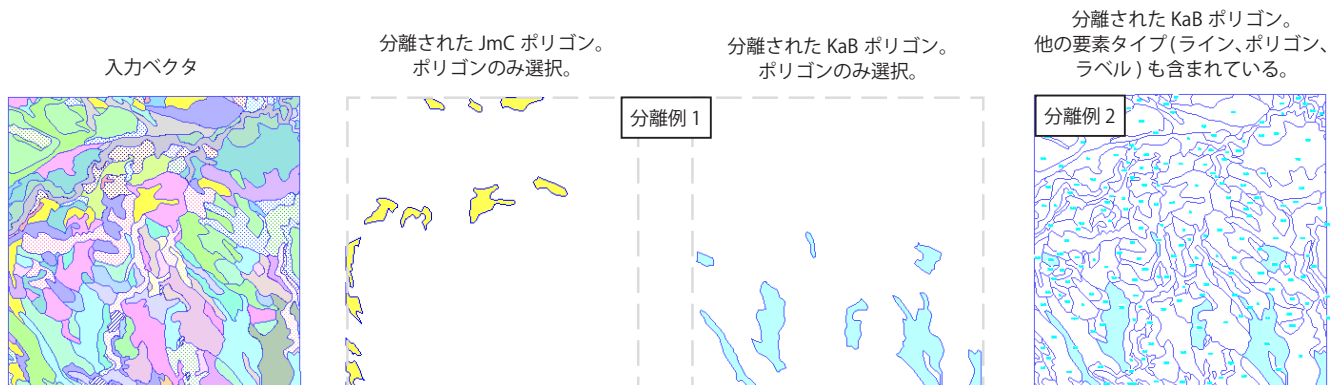 入力ベクタ
分離された JmC ポリゴン。
ポリゴンのみ選択。
分離された KaB ポリゴン。
ポリゴンのみ選択。
分離された KaB ポリゴン。
他の要素タイプ(ライン、ポリゴン、
ラベル ) も含まれている。
分離例 1
分離例 2